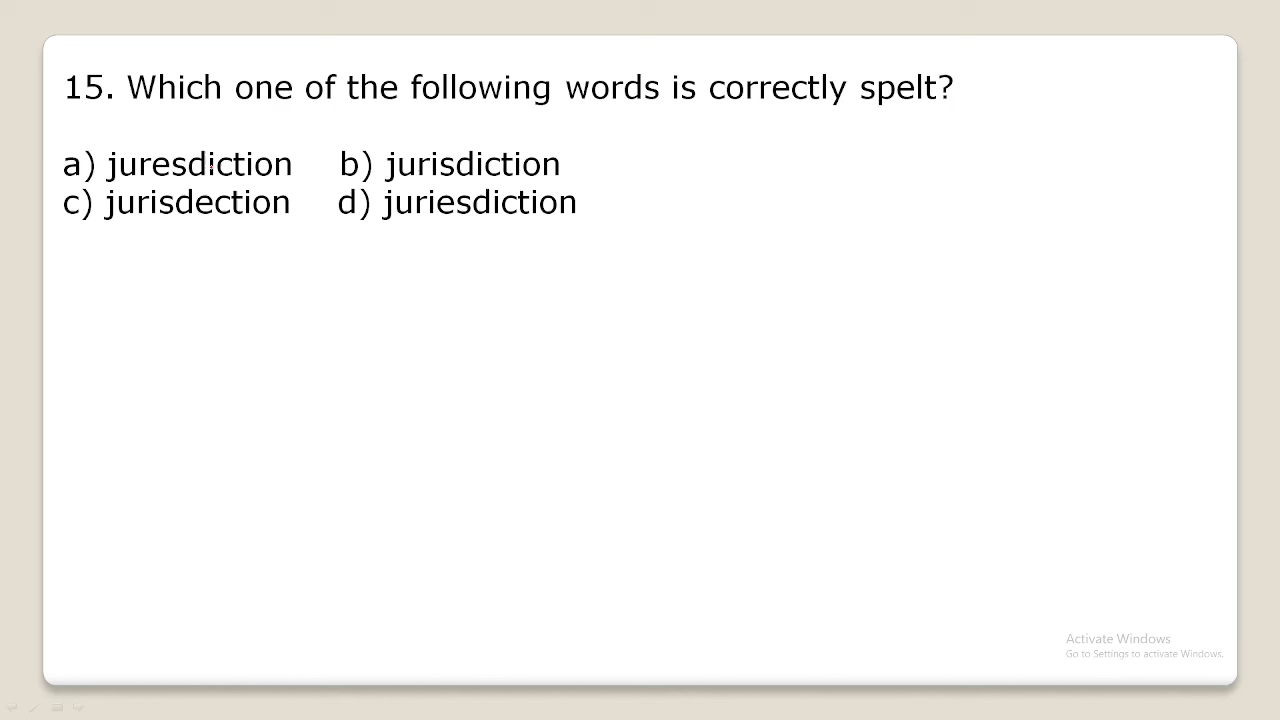 15. Which one of the following words is correctly spelt?
a) juresdiction b) jurisdiction
c) jurisdection d) juriesdiction
Activate Windows
Go to Settings to activate Windows.